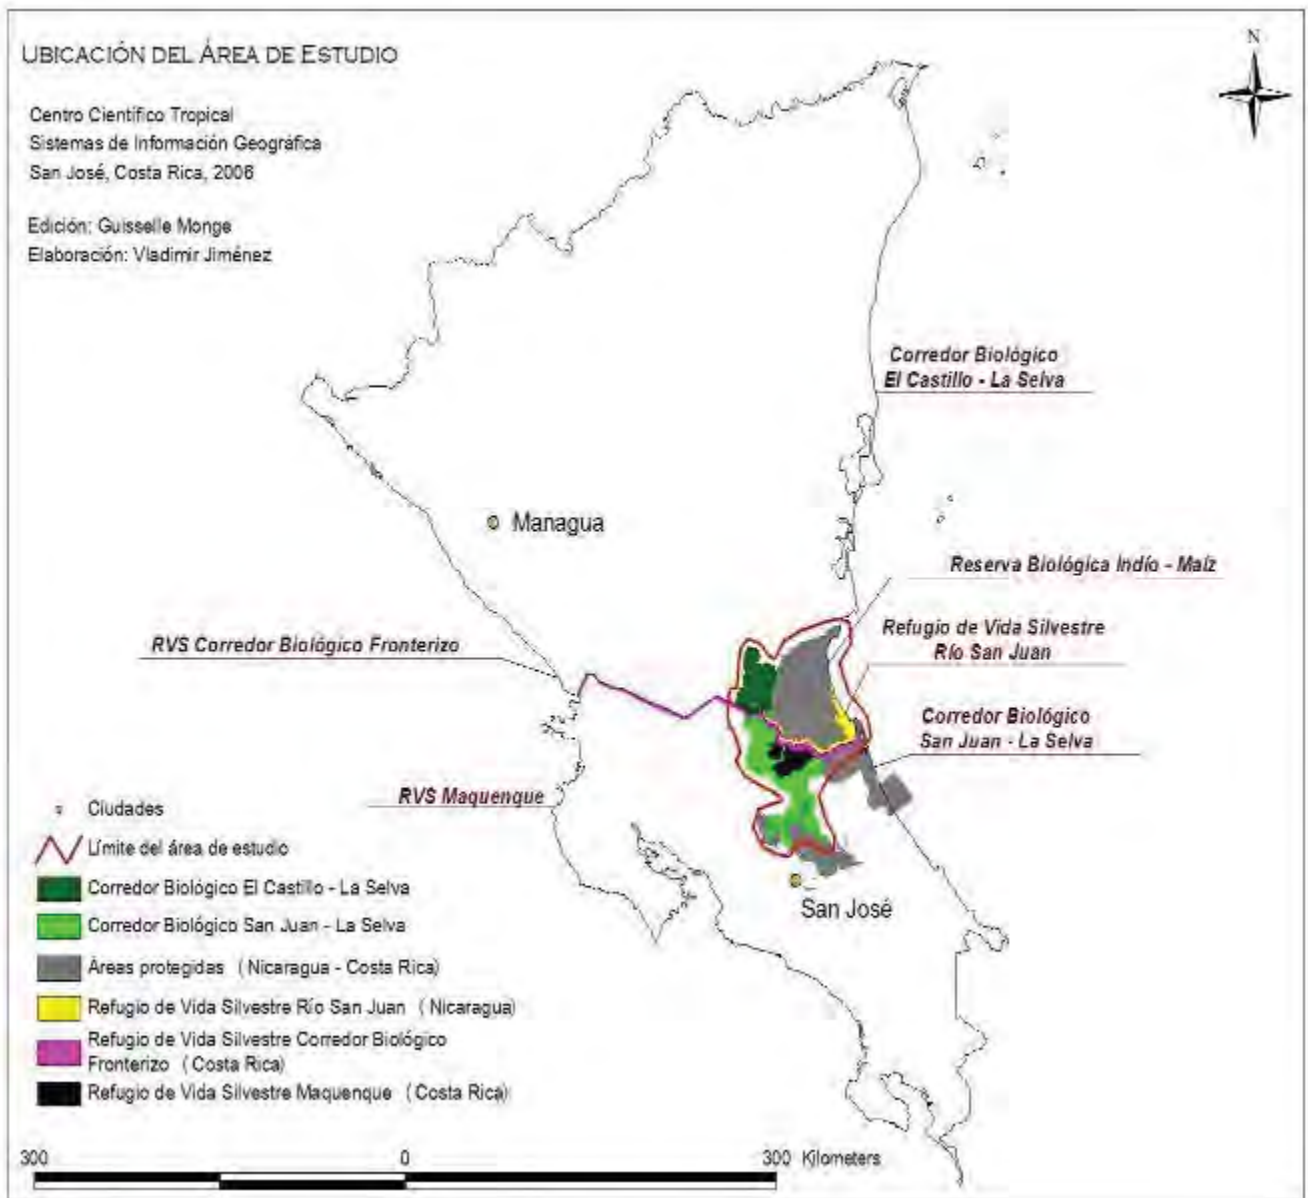 UBICACIÓN DEL ÁREA DE ESTUDIO
N
Centro Científico Tropical
Sistemas de Información Geográfica
San José, Costa Rica, 2006
Edición: Guisselle Monge
Elaboración: Vladimir Jiménez
Corredor Biológico
El Castillo - La Selva
Managua
Reserva Biológica Indío - Maíz
Refugio de Vida Silvestre
Río San Juan
RVS Corredor Biológico Fronterizo
Corredor Biológico
San Juan - La Selva
RVS Maquenque
San José
Ciudades
Límite del área de estudio
Corredor Biológico El Castillo - La Selva
Corredor Biológico San Juan - La Selva
Áreas protegidas ( Nicaragua - Costa Rica)
Refugio de Vida Silvestre Río San Juan ( Nicaragua)
Refugio de Vida Silvestre Corredor Biológico
Fronterizo ( Costa Rica)
Refugio de Vida Silvestre Maquenque ( Costa Rica)
300 0 300 Kilometers